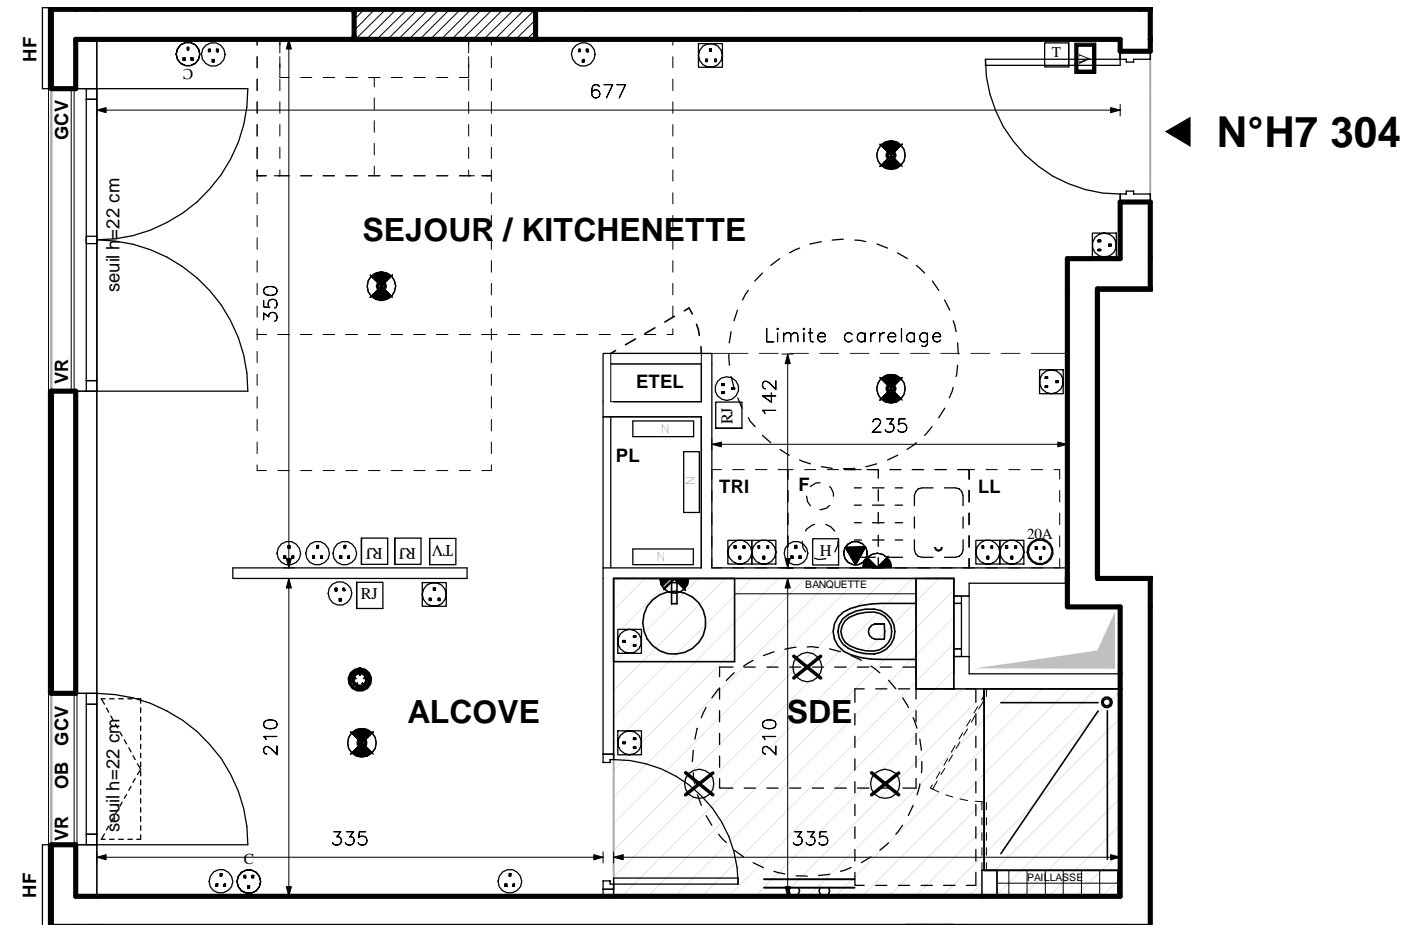 HF
C
T
V
677
GCV
N°H7 304
seuil h=22 cm
SEJOUR / KITCHENETTE
350
Limite carrelage
VR
ETEL
142
RJ
235
N
PL
N
TRI
F
LL
20A
N
RJ
RJ
TV
H
BANQUETTE
RJ
GCV
OB
VR
seuil h=22 cm
ALCOVE
SDE
210
210
335
335
C
HF
PAILLASSE